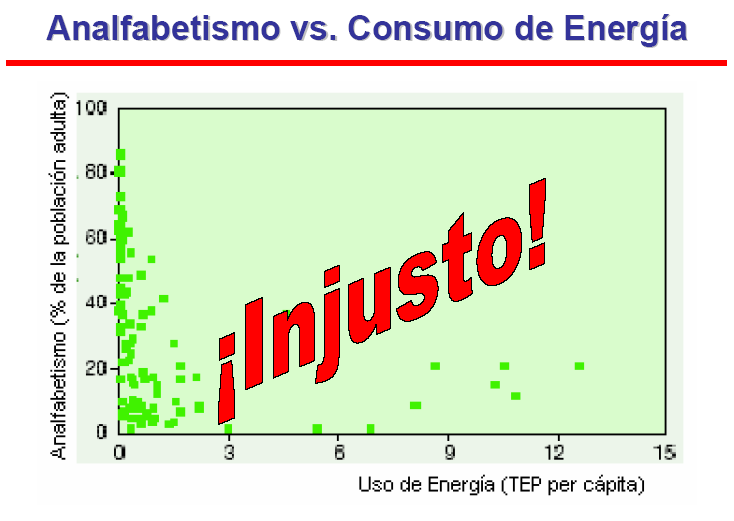 Analfabetismo vs. Consumo de Energía
Analfabetismo (% de la población adulta)
100
80
60
40
20
0
¡Injusto!
0 3 6 9 12 15
Uso de Energía (TEP per cápita)